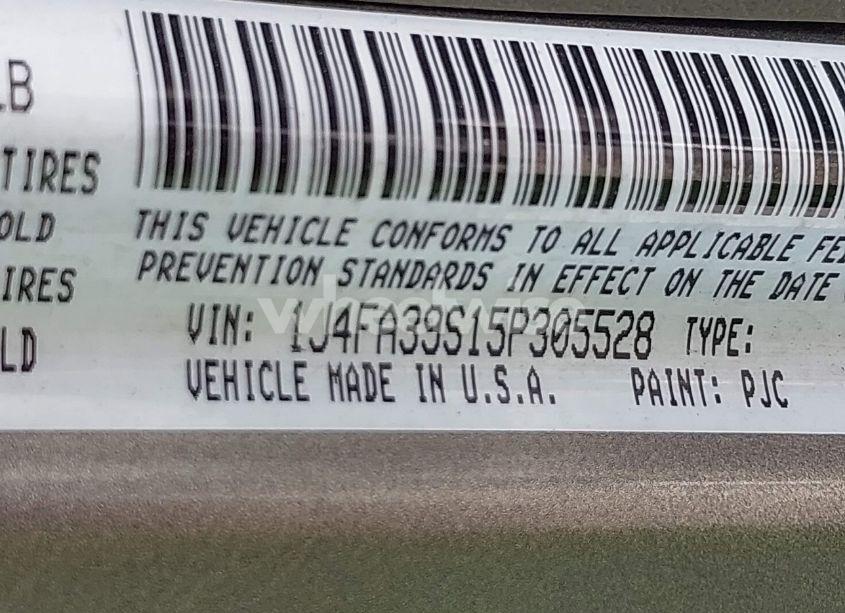 LB
TIRES
OLD
IRES
LD
THIS VEHICLE CONFORMS TO ALL APPLICABLE FE
PREVENTION STANDARDS IN EFFECT ON THE DATE
VIN: 1J4FA39S15P305528 TYPE:
VEHICLE MADE IN U.S.A. PAINT: PJC